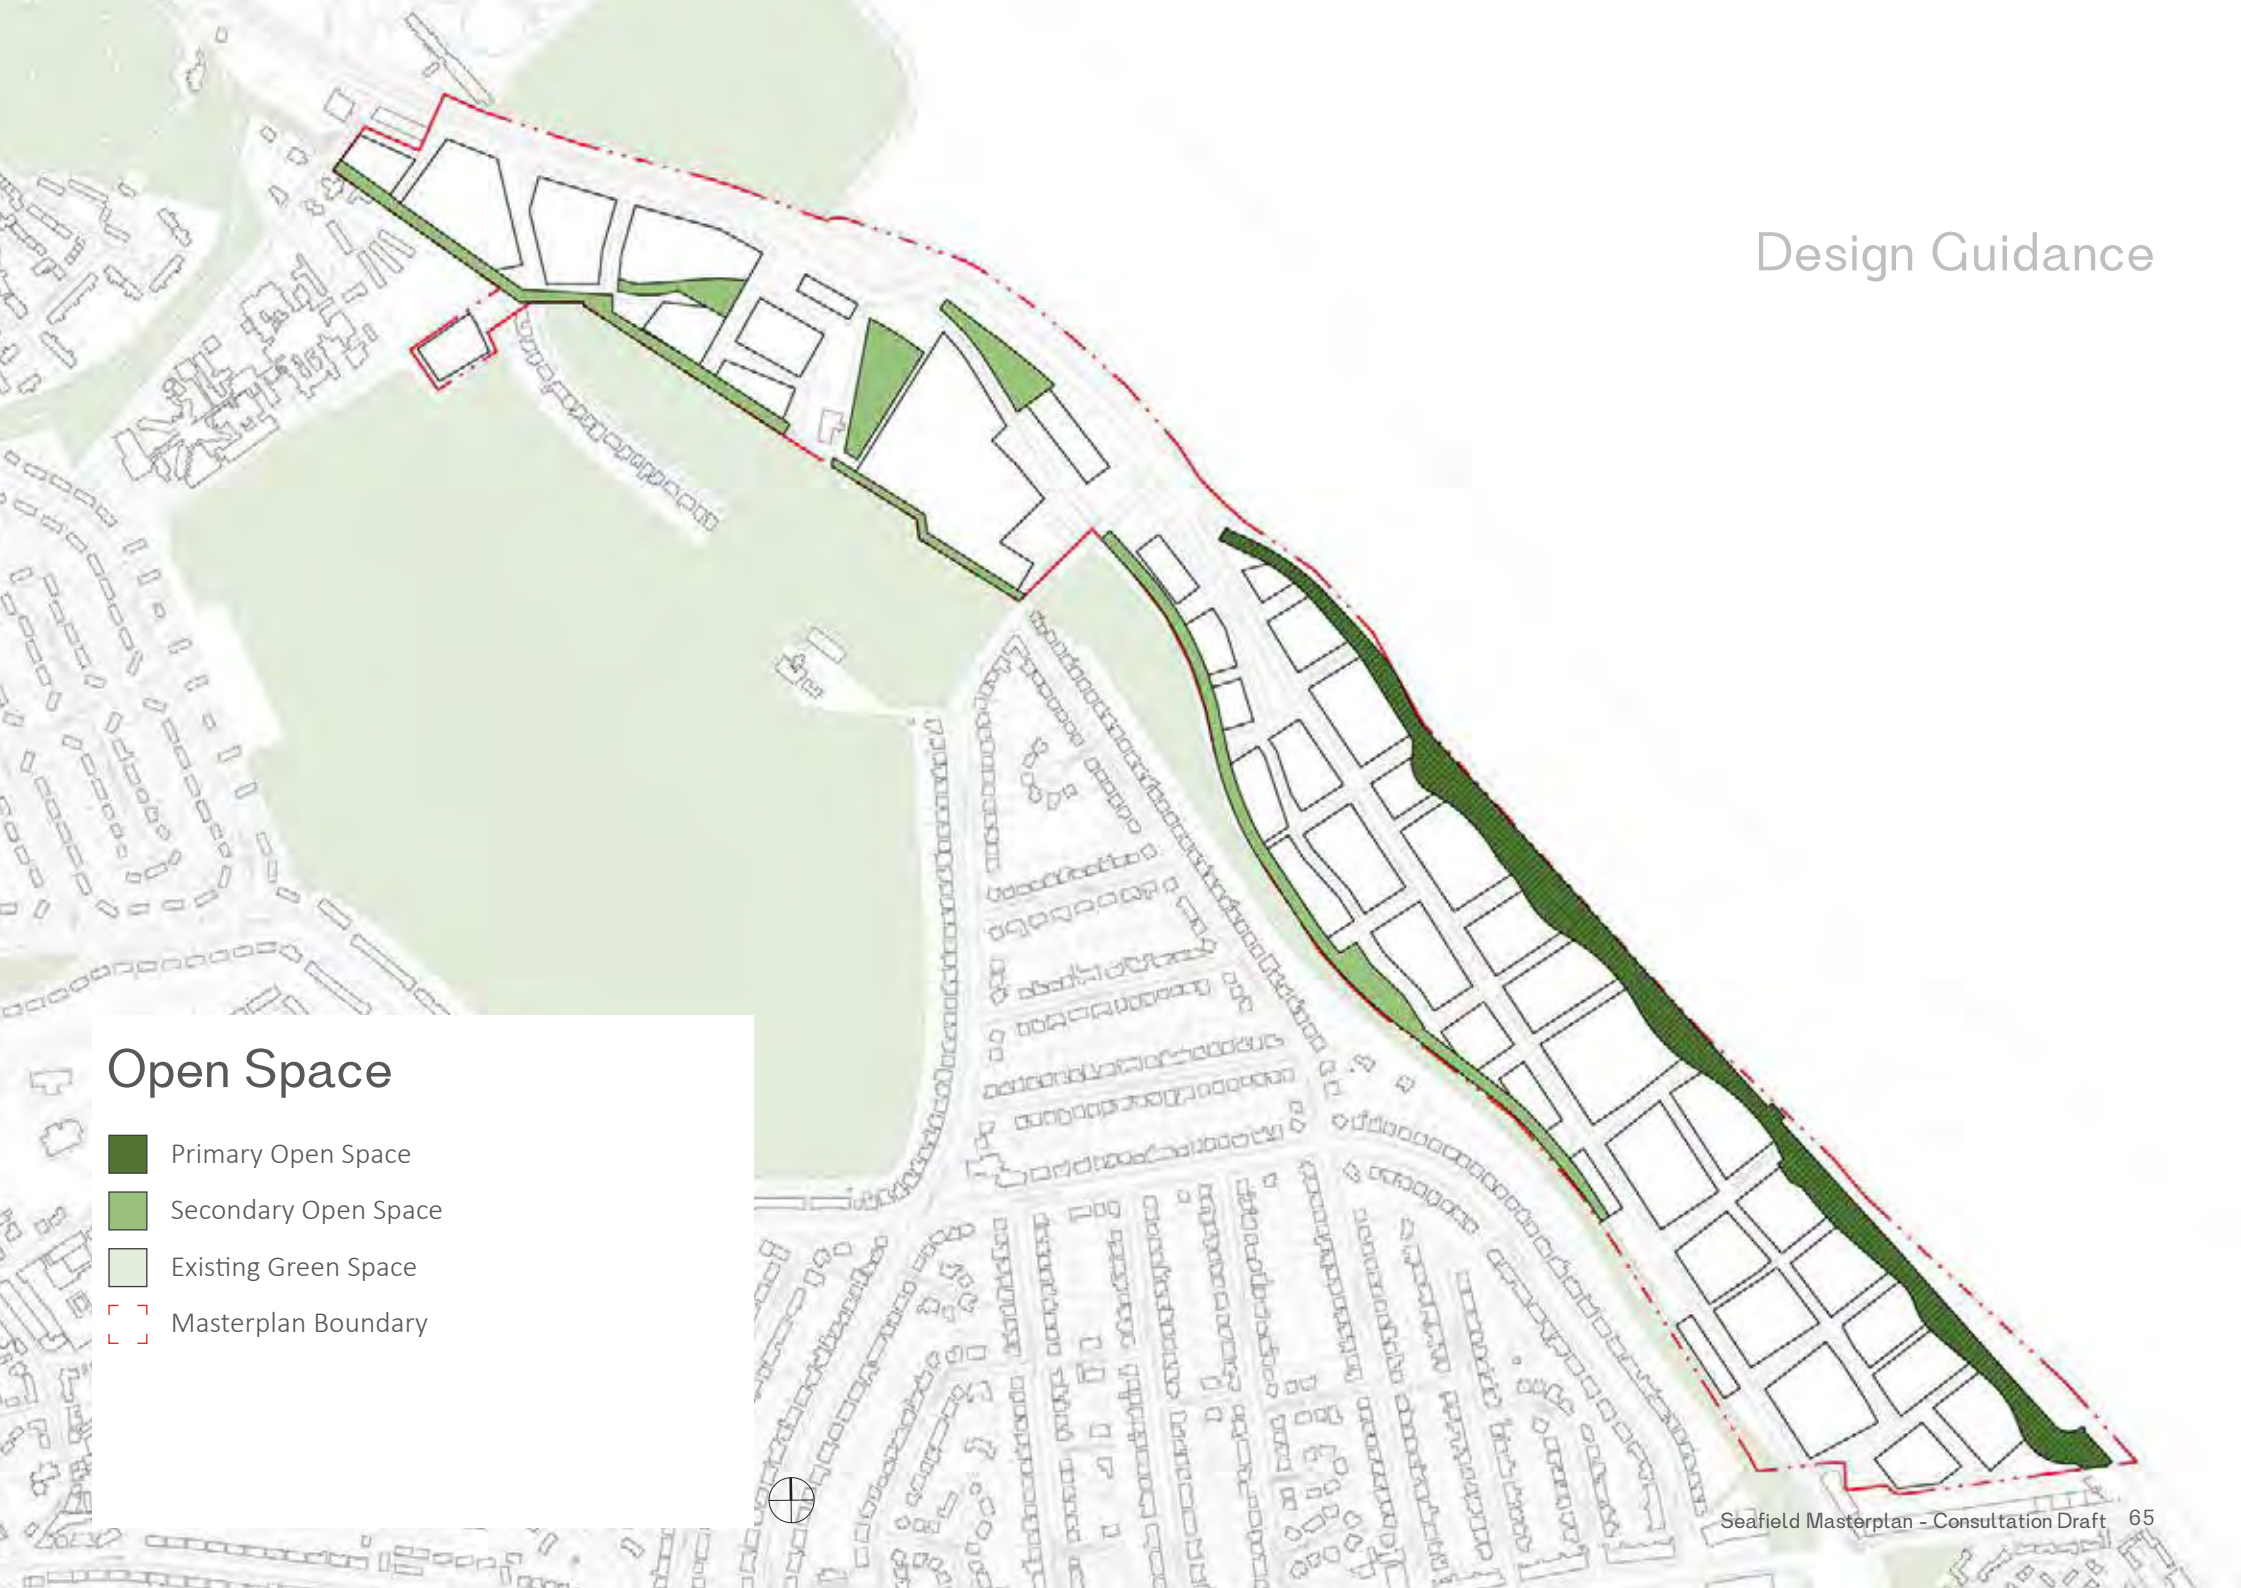 Design Guidance
Open Space
Primary Open Space
Secondary Open Space
Existing Green Space
Masterplan Boundary
Seafield Masterplan - Consultation Draft 65